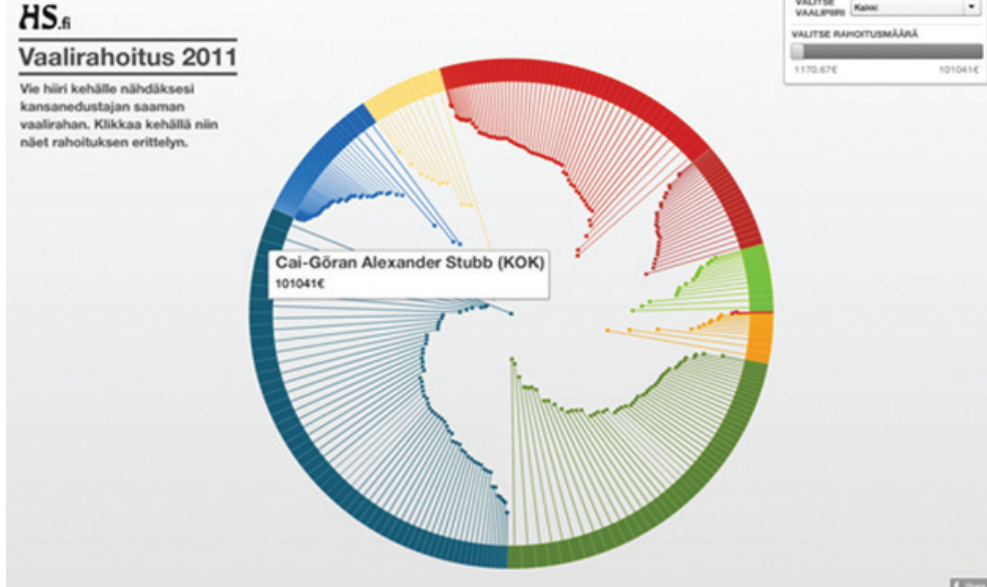 HS.fi
Vaalirahoitus 2011
Vie hiiri kehälle nähdäksesi
kansanedustajan saaman
vaalirahan. Klikkaa kehällä niin
näet rahoituksen erittelyn.
VALITSE
VAALIPIIRI
Kaikki
VALITSE RAHOITUSMÄÄRÄ
1170.67€ 101041€
Cai-Göran Alexander Stubb (KOK)
101041€